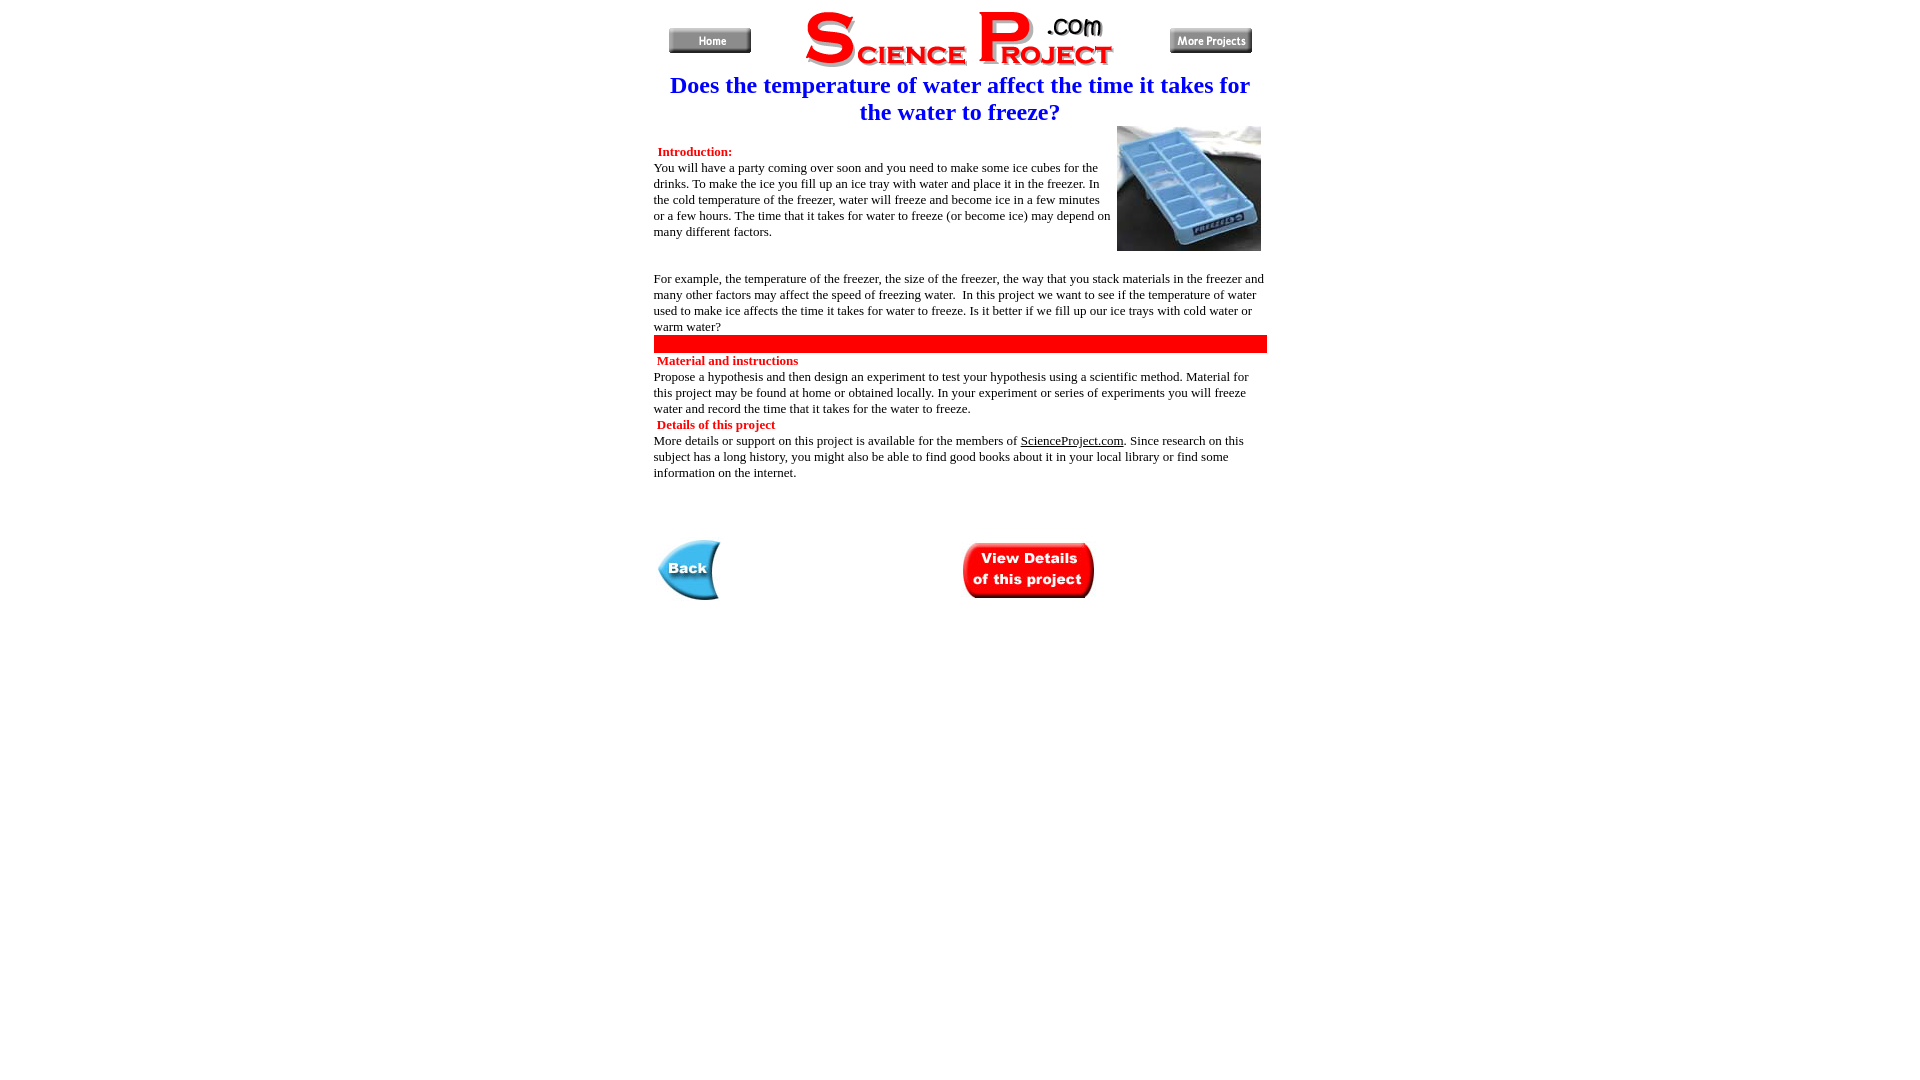 Home
Science Project .com
More Projects
Does the temperature of water affect the time it takes for
the water to freeze?
Introduction:
You will have a party coming over soon and you need to make some ice cubes for the
drinks. To make the ice you fill up an ice tray with water and place it in the freezer. In
the cold temperature of the freezer, water will freeze and become ice in a few minutes
or a few hours. The time that it takes for water to freeze (or become ice) may depend on
many different factors.
FREEZE
For example, the temperature of the freezer, the size of the freezer, the way that you stack materials in the freezer and
many other factors may affect the speed of freezing water.  In this project we want to see if the temperature of water
used to make ice affects the time it takes for water to freeze. Is it better if we fill up our ice trays with cold water or
warm water?
Material and instructions
Propose a hypothesis and then design an experiment to test your hypothesis using a scientific method. Material for
this project may be found at home or obtained locally. In your experiment or series of experiments you will freeze
water and record the time that it takes for the water to freeze.
Details of this project
More details or support on this project is available for the members of ScienceProject.com. Since research on this
subject has a long history, you might also be able to find good books about it in your local library or find some
information on the internet.
Back
View Details
of this project